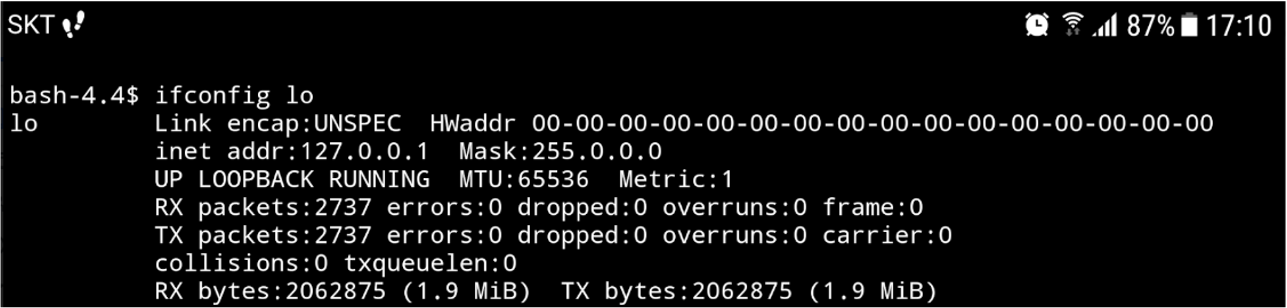 SKT 87% 17:10
bash-4.4$ ifconfig lo
lo Link encap:UNSPEC HWaddr 00-00-00-00-00-00-00-00-00-00-00-00-00-00-00-00
inet addr:127.0.0.1 Mask:255.0.0.0
UP LOOPBACK RUNNING MTU:65536 Metric:1
RX packets:2737 errors:0 dropped:0 overruns:0 frame:0
TX packets:2737 errors:0 dropped:0 overruns:0 carrier:0
collisions:0 txqueuelen:0
RX bytes:2062875 (1.9 MiB) TX bytes:2062875 (1.9 MiB)